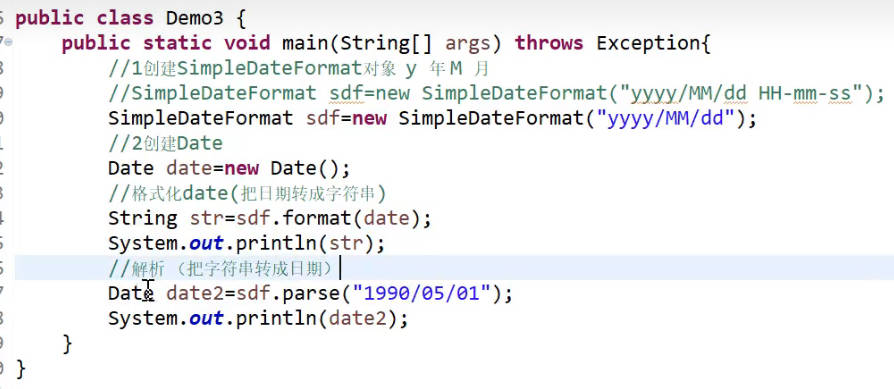 public class Demo3 {
public static void main(String[] args) throws Exception{
//1创建SimpleDateFormat对象 y 年 M 月
//SimpleDateFormat sdf=new SimpleDateFormat("yyyy/MM/dd HH-mm-ss");
SimpleDateFormat sdf=new SimpleDateFormat("yyyy/MM/dd");
//2创建Date
Date date=new Date();
//格式化date(把日期转成字符串)
String str=sdf.format(date);
System.out.println(str);
//解析 （把字符串转成日期）
Date date2=sdf.parse("1990/05/01");
System.out.println(date2);
}
}